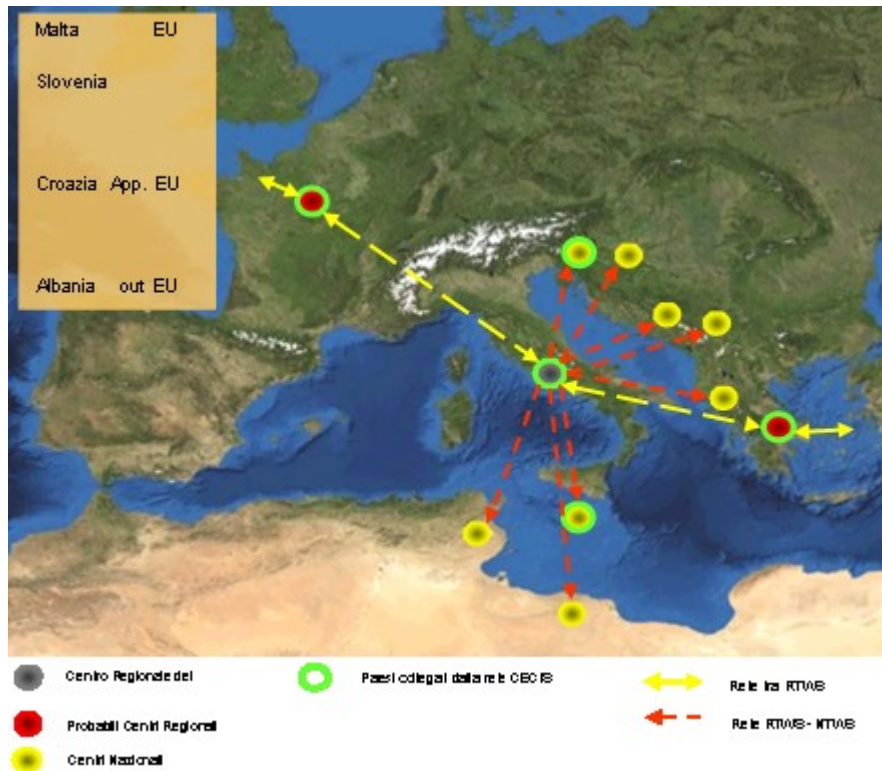 Malta EU
Slovenia
Croazia App. EU
Albania out EU
Centro Regionale del
Paesi collegati dalla rete CECIS
Rete tra RTWS
Probabili Centri Regionali
Rete RTWS - NTWS
Centri Nazionali